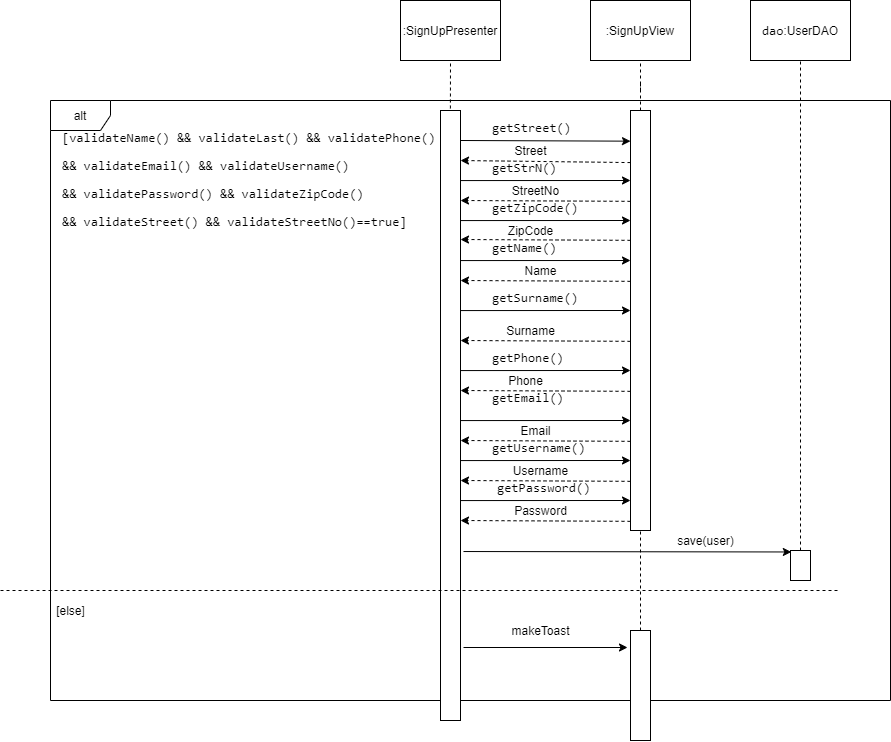 :SignUpPresenter
:SignUpView
dao:UserDAO
alt
[validateName() && validateLast() && validatePhone()
&& validateEmail() && validateUsername()
&& validatePassword() && validateZipCode()
&& validateStreet() && validateStreetNo()==true]
getStreet()
Street
getStrN()
StreetNo
getZipCode()
ZipCode
getName()
Name
getSurname()
Surname
getPhone()
Phone
getEmail()
Email
getUsername()
Username
getPassword()
Password
save(user)
[else]
makeToast